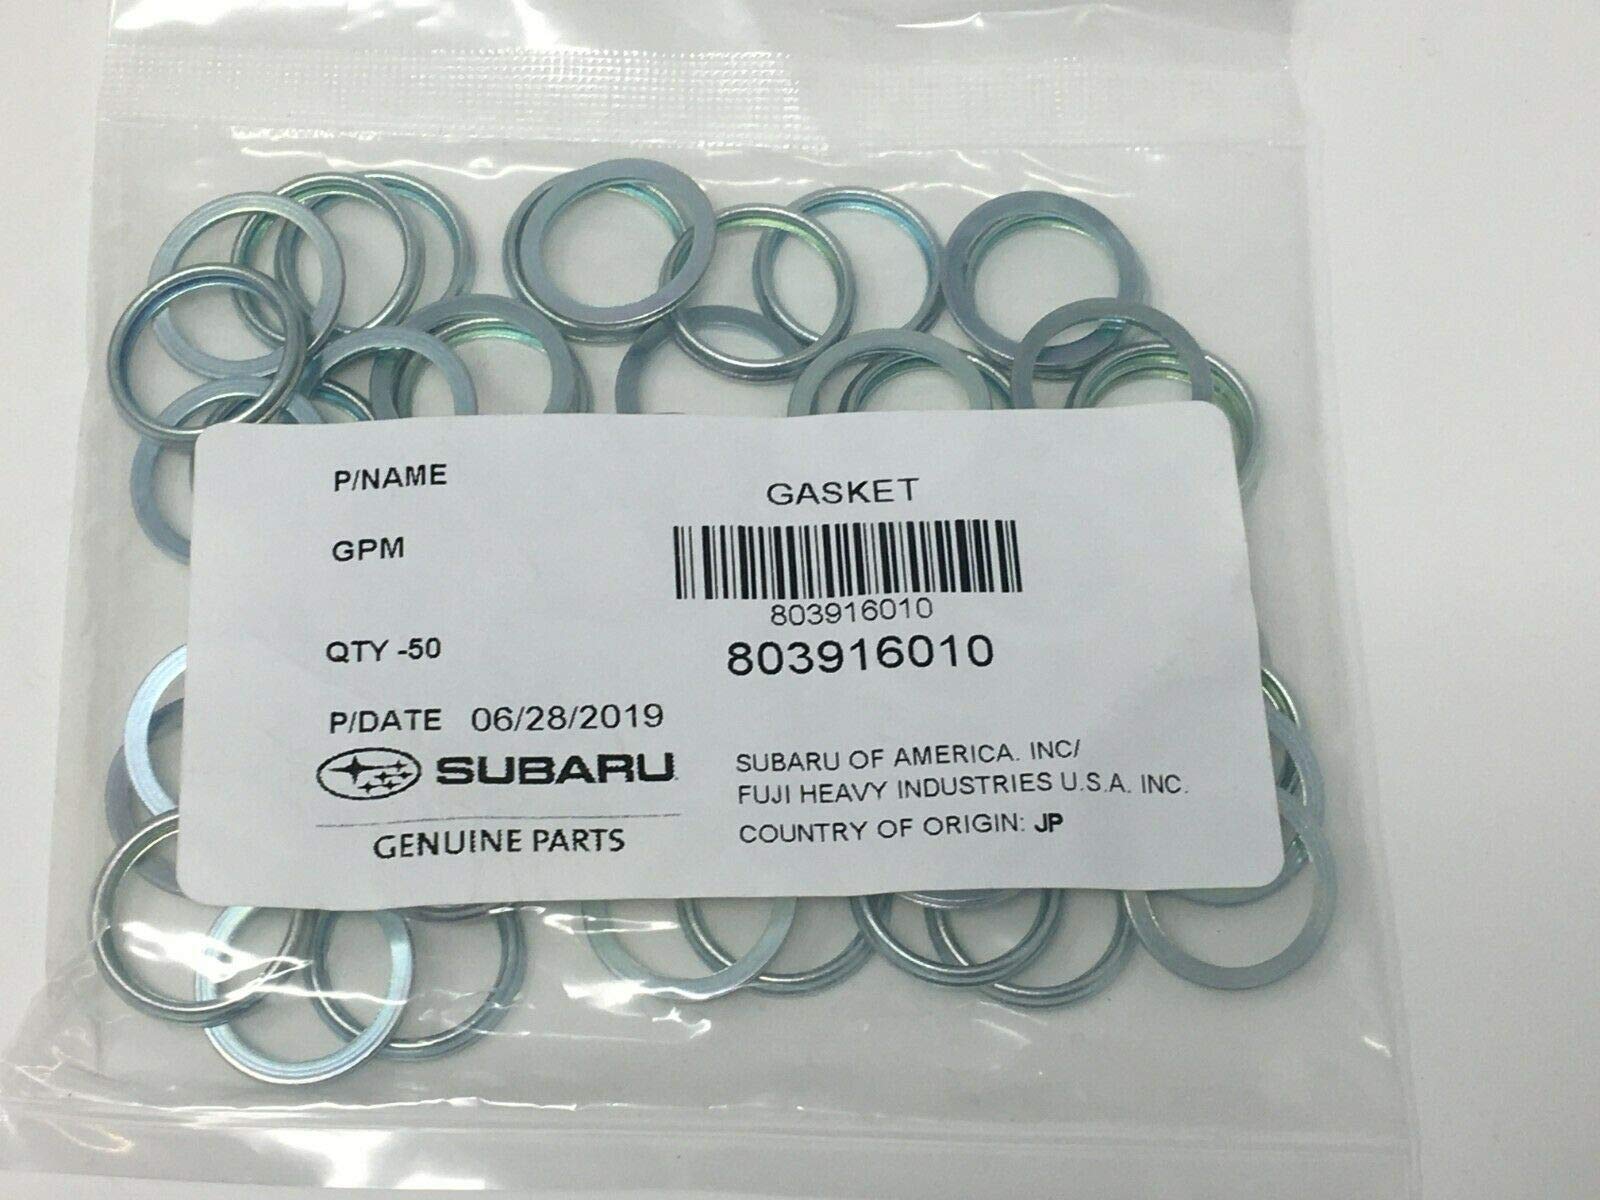 P/NAME GASKET
GPM
803916010
QTY -50 803916010
P/DATE 06/28/2019
SUBARU
GENUINE PARTS
SUBARU OF AMERICA. INC/
FUJI HEAVY INDUSTRIES U.S.A. INC.
COUNTRY OF ORIGIN: JP